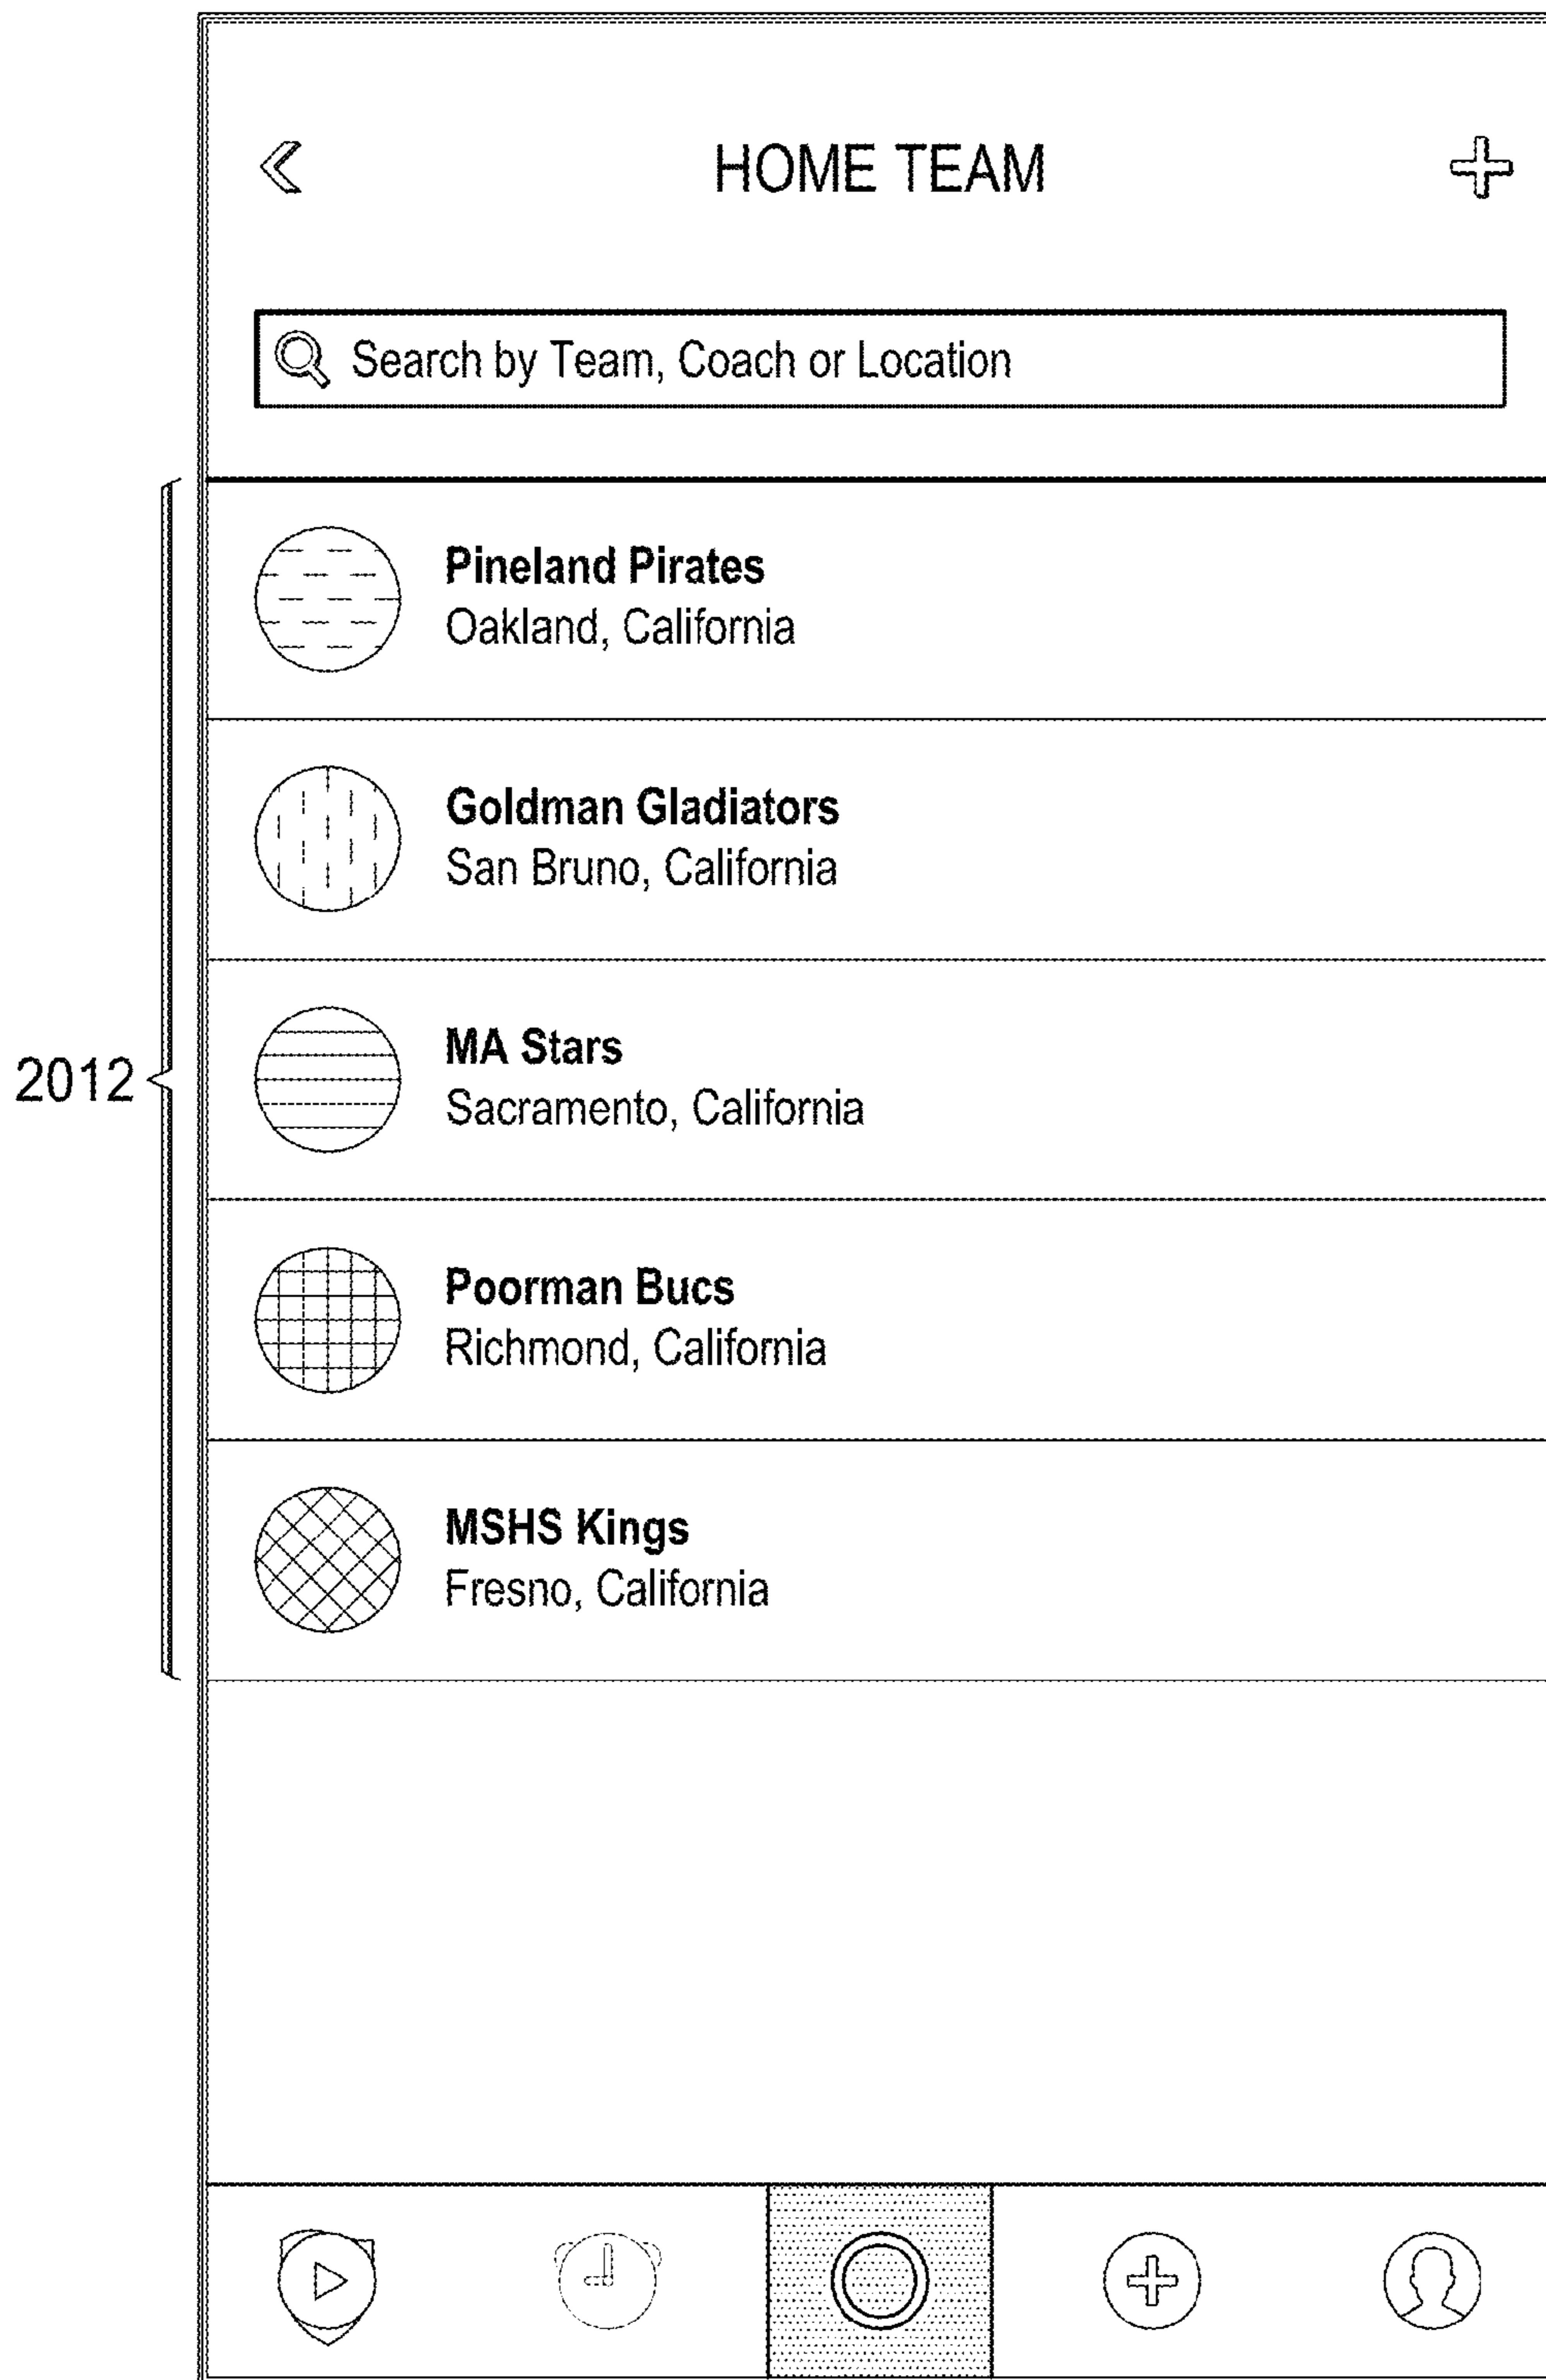 HOME TEAM
Search by Team, Coach or Location
Pineland Pirates
Oakland, California
Goldman Gladiators
San Bruno, California
MA Stars
Sacramento, California
2012
Poorman Bucs
Richmond, California
MSHS Kings
Fresno, California